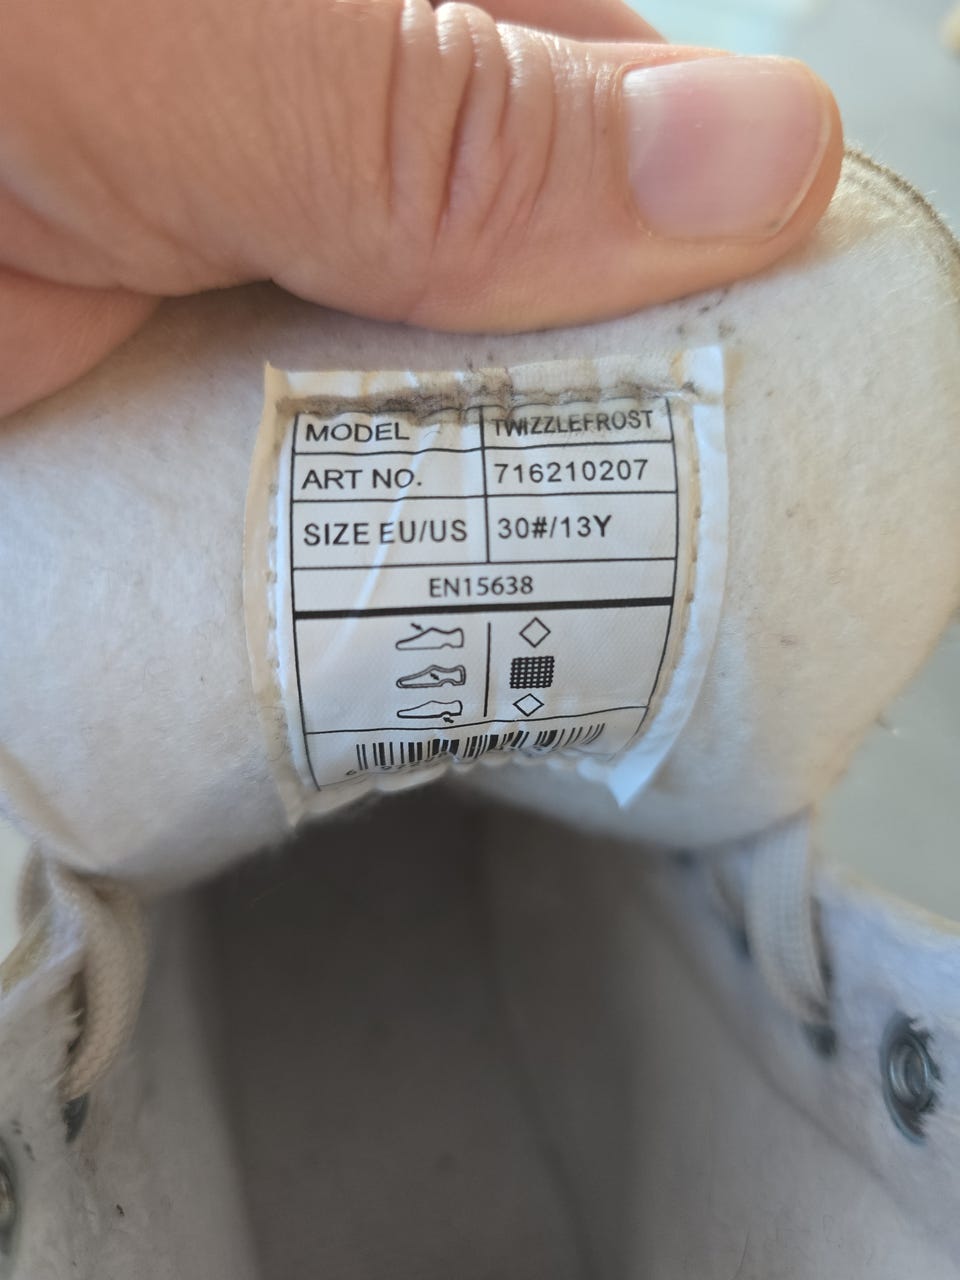 MODEL TWIZZLEFROST
ART NO. 716210207
SIZE EU/US 30#/13Y
EN15638